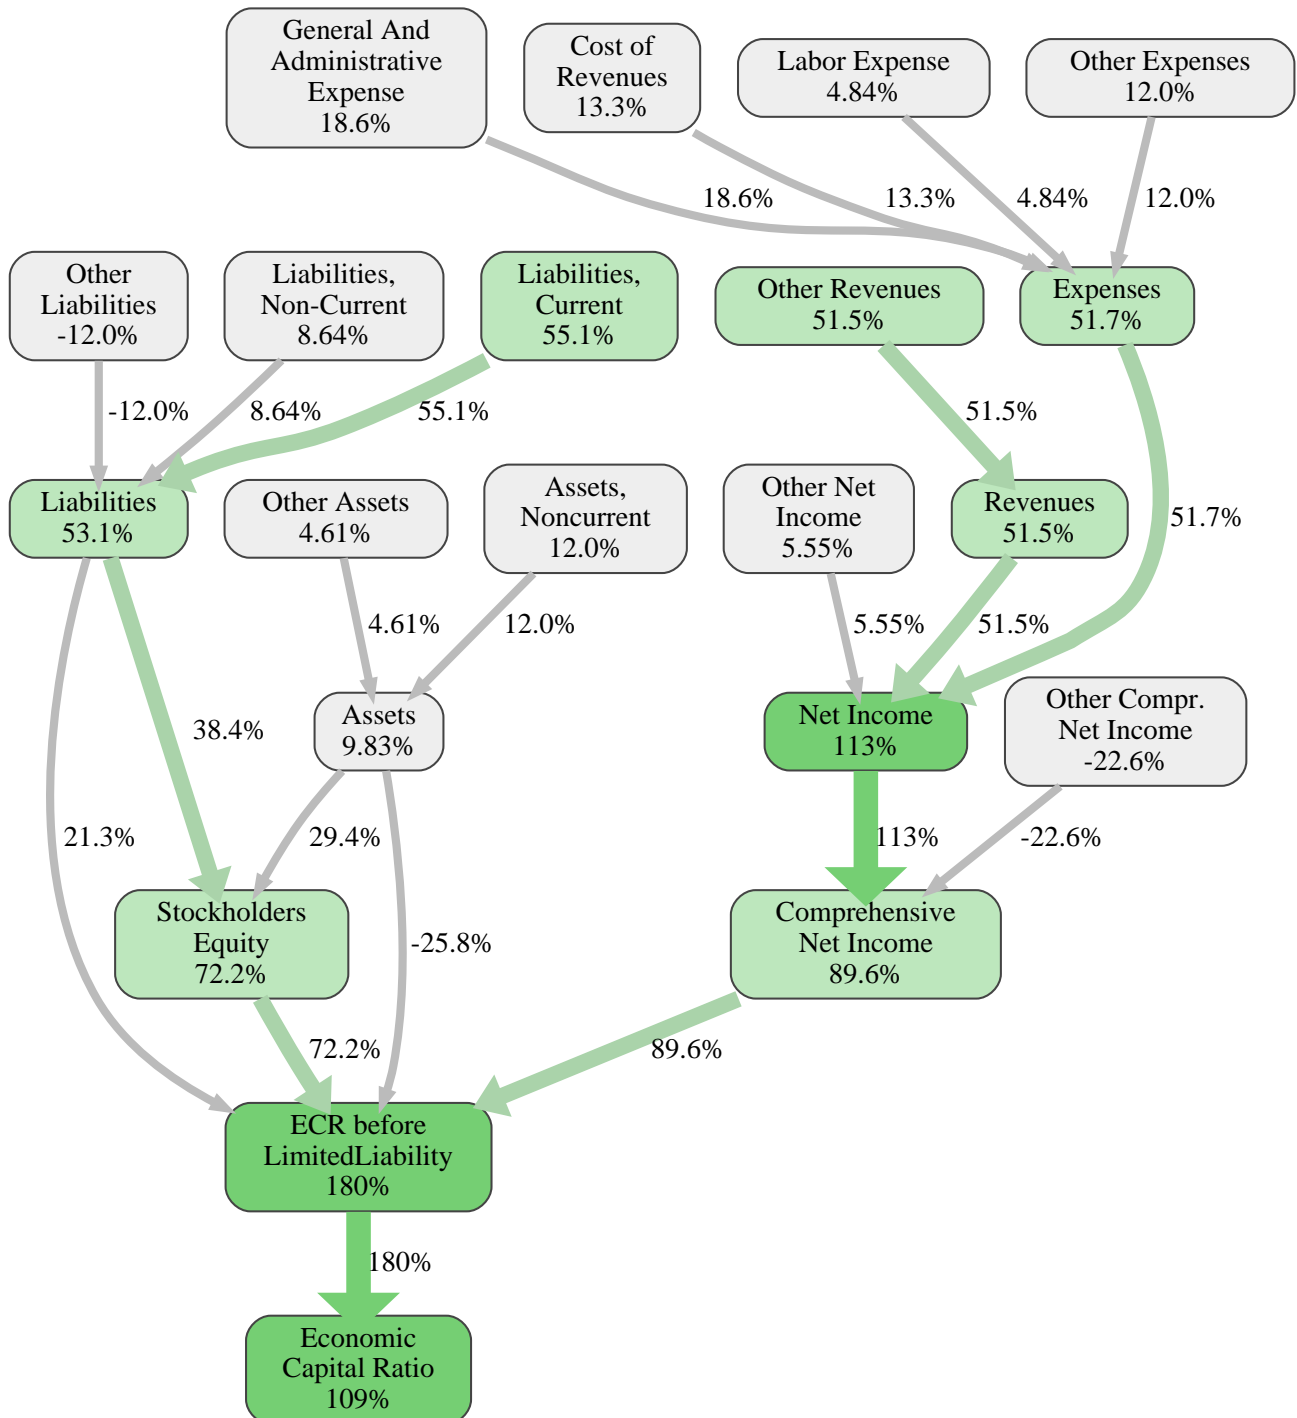 General And
Administrative
Expense
18.6%
Cost of
Revenues
13.3%
Labor Expense
4.84%
Other Expenses
12.0%
18.6%
13.3%
4.84%
12.0%
Other
Liabilities
-12.0%
Liabilities,
Non-Current
8.64%
Liabilities,
Current
55.1%
Other Revenues
51.5%
Expenses
51.7%
-12.0%
8.64%
55.1%
51.5%
51.7%
Liabilities
53.1%
Other Assets
4.61%
Assets,
Noncurrent
12.0%
Other Net
Income
5.55%
Revenues
51.5%
4.61%
12.0%
5.55%
51.5%
38.4%
Assets
9.83%
Net Income
113%
Other Compr.
Net Income
-22.6%
21.3%
29.4%
-25.8%
113%
-22.6%
Stockholders
Equity
72.2%
Comprehensive
Net Income
89.6%
72.2%
89.6%
ECR before
LimitedLiability
180%
180%
Economic
Capital Ratio
109%